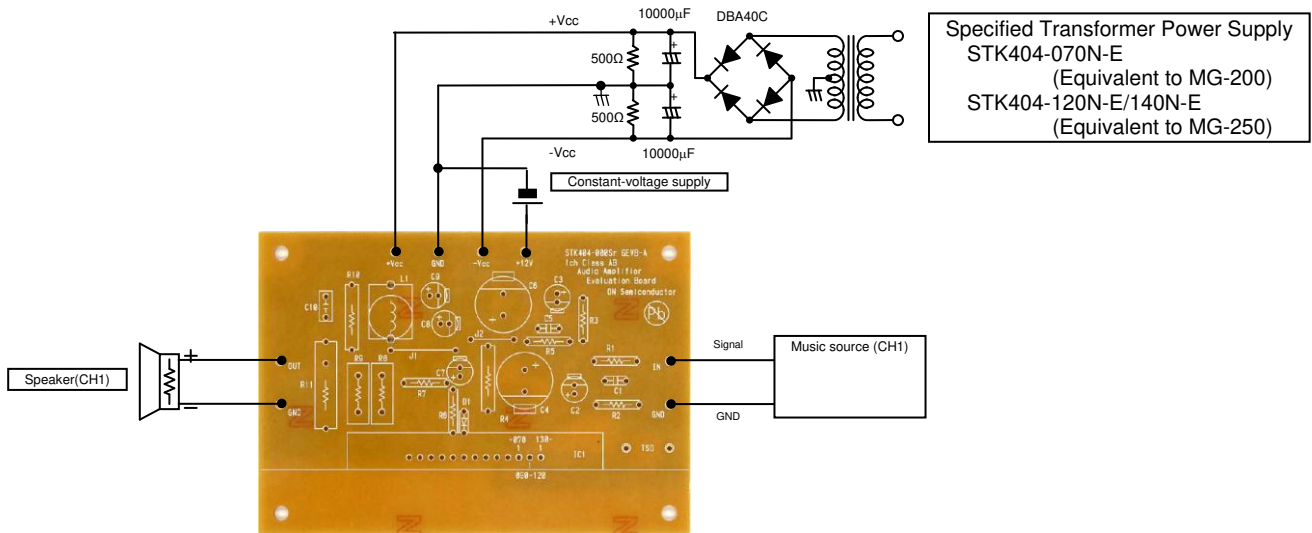 10000μF
DBA40C
+Vcc
500Ω
500Ω
-Vcc
10000μF
Specified Transformer Power Supply
STK404-070N-E
(Equivalent to MG-200)
STK404-120N-E/140N-E
(Equivalent to MG-250)
Constant-voltage supply
+Vcc
GND
-Vcc
+12V
STK404-000Sr GEVB-A
1ch Class AB
Audio Amplifier
Evaluation Board
ON Semiconductor
Pb
R10
L1
C9
C6
C3
C10
C8
C5
R3
J2
R5
J1
R1
IN
OUT
R9
R8
C7
R11
R7
C1
GND
R6
D1
R4
C4
C2
R2
GND
-070
130-
IC1
TSD
080-120
Speaker(CH1)
+
−
Signal
GND
Music source (CH1)